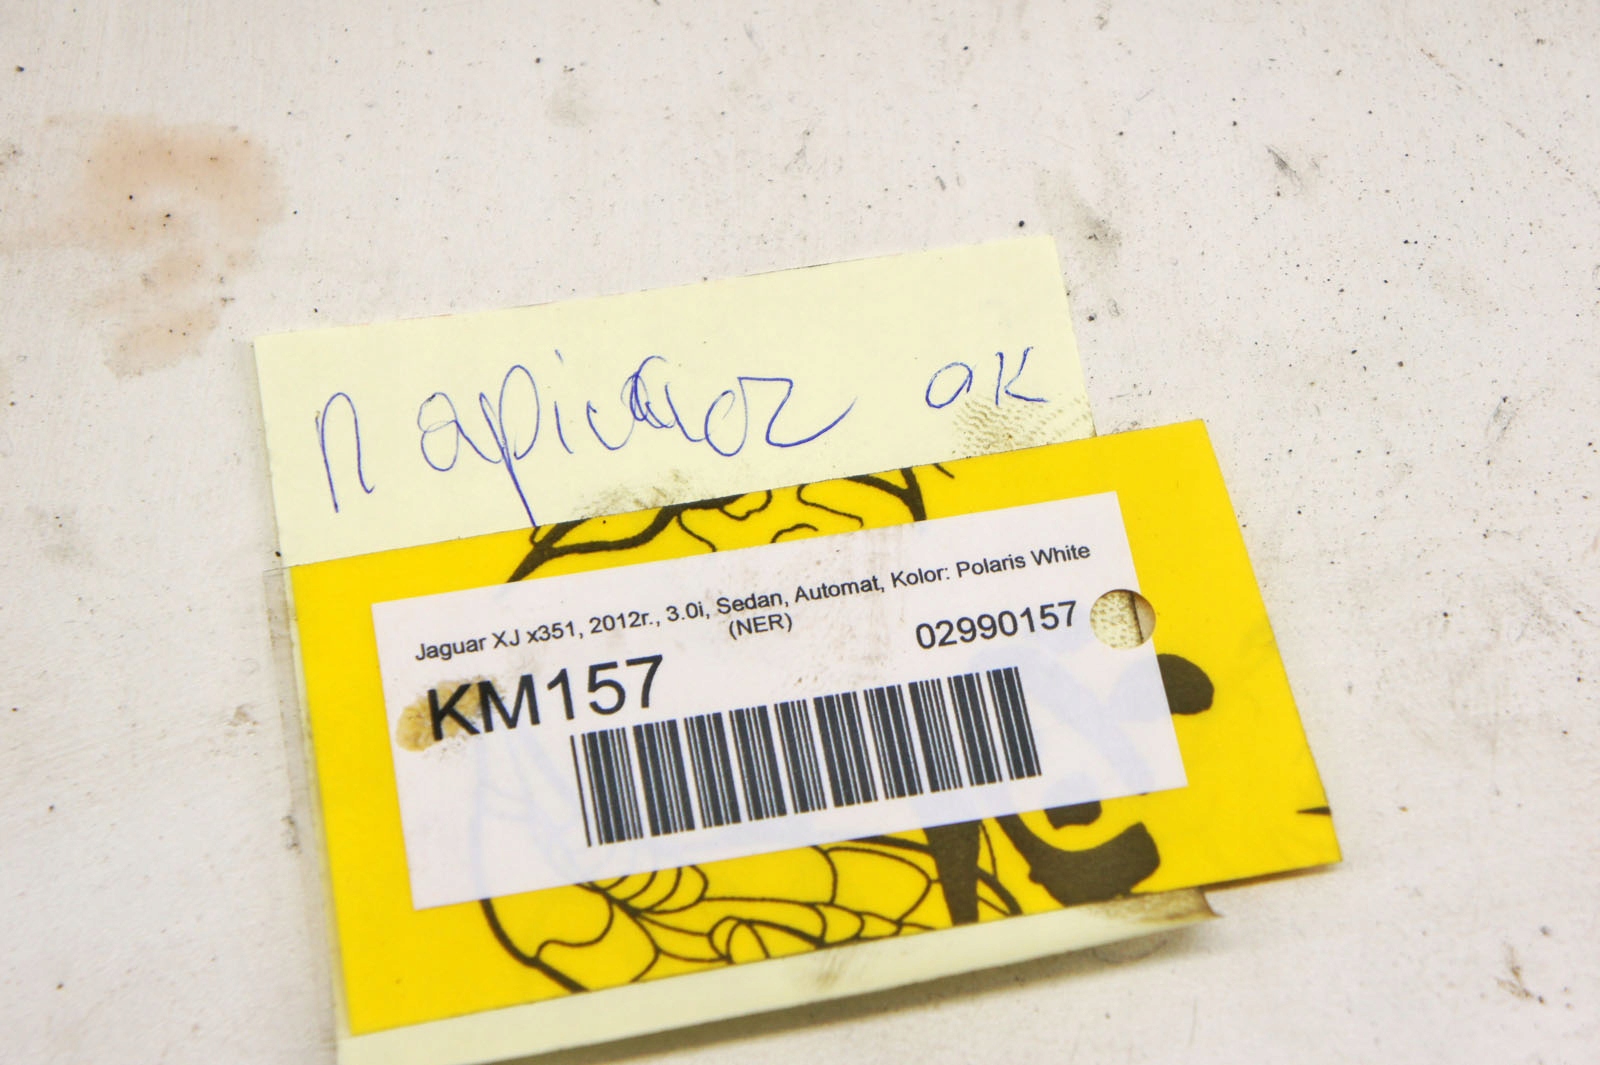 OK
Jaguar XJ x351, 2012r., 3.0i, Sedan, Automat, Kolor: Polaris White
(NER)
02990157
KM157